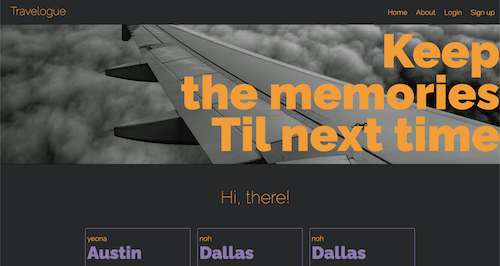 Travelogue
Home About Login Sign up
Keep
the memories
Til next time
Hi, there!
yeona
Austin
noh
Dallas
noh
Dallas